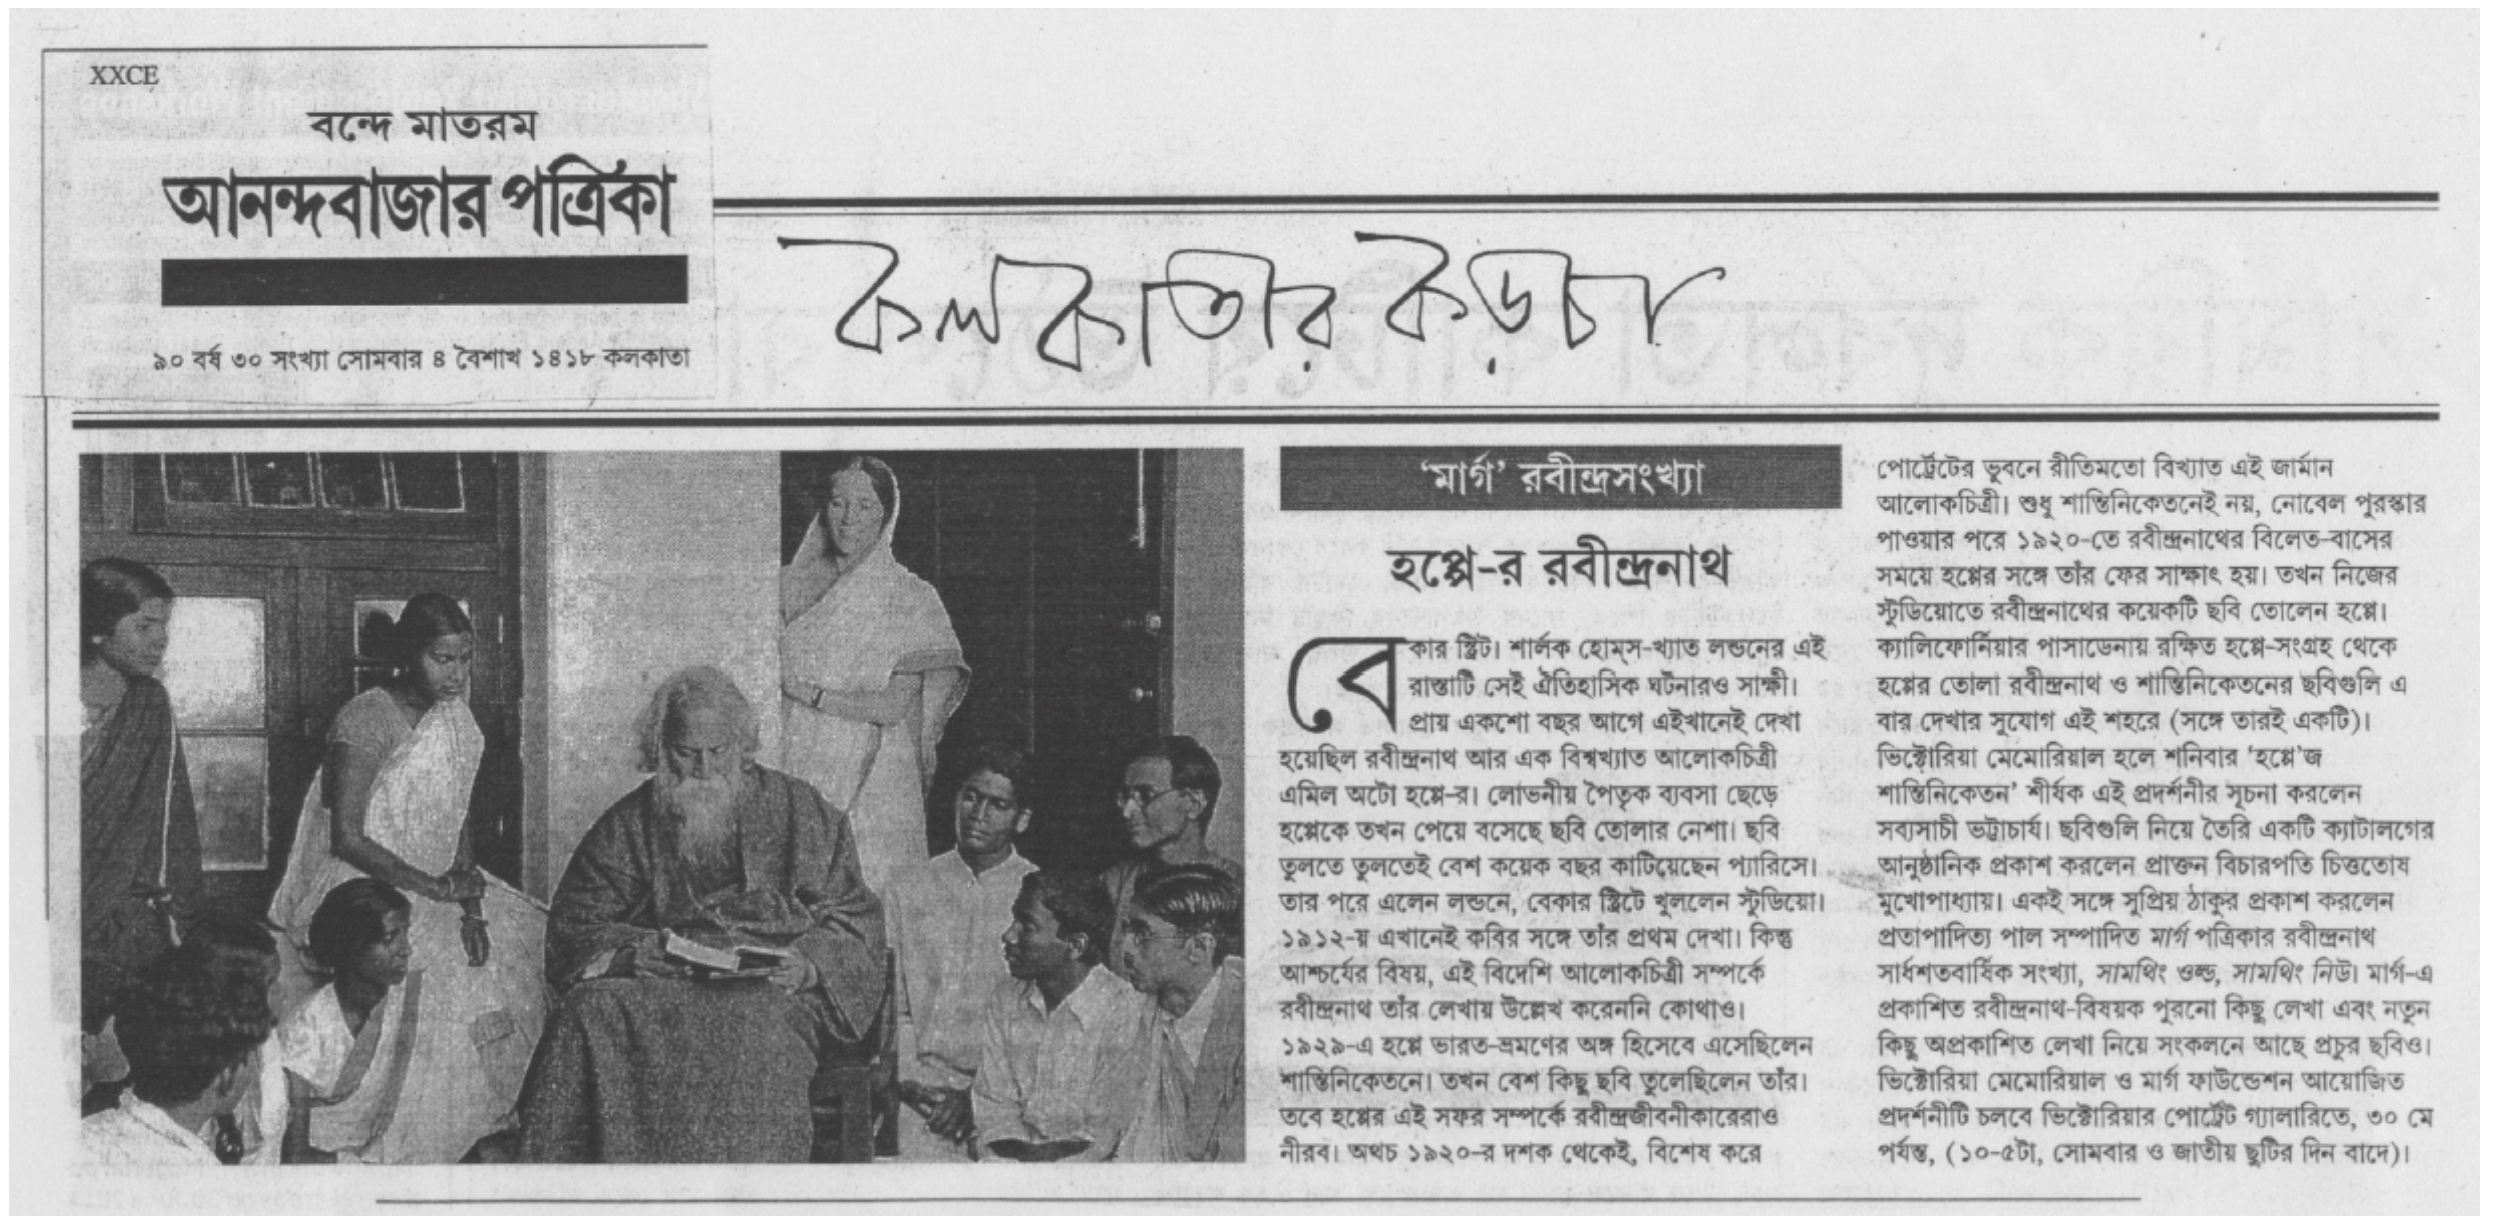 XXCE
বন্দে মাতরম
আনন্দবাজার পত্রিকা
৯০ বর্ষ ৩০ সংখ্যা সোমবার ৪ বৈশাখ ১৪১৮ কলকাতা
কলকাতার কড়চা
‘মার্গ’ রবীন্দ্রসংখ্যা
হপ্পে-র রবীন্দ্রনাথ
বেকার স্ট্রিট। শার্লক হোম্‌স-খ্যাত লন্ডনের এই
রাস্তাটি সেই ঐতিহাসিক ঘটনারও সাক্ষী।
প্রায় একশো বছর আগে এইখানেই দেখা
হয়েছিল রবীন্দ্রনাথ আর এক বিশ্বখ্যাত আলোকচিত্রী
এমিল অটো হপ্পে-র। লোভনীয় পৈতৃক ব্যবসা ছেড়ে
হপ্পেকে তখন পেয়ে বসেছে ছবি তোলার নেশা। ছবি
তুলতে তুলতেই বেশ কয়েক বছর কাটিয়েছেন প্যারিসে।
তার পরে এলেন লন্ডনে, বেকার স্ট্রিটে খুললেন স্টুডিয়ো।
১৯১২-য় এখানেই কবির সঙ্গে তাঁর প্রথম দেখা। কিন্তু
আশ্চর্যের বিষয়, এই বিদেশি আলোকচিত্রী সম্পর্কে
রবীন্দ্রনাথ তাঁর লেখায় উল্লেখ করেননি কোথাও।
১৯২৯-এ হপ্পে ভারত-ভ্রমণের অঙ্গ হিসেবে এসেছিলেন
শান্তিনিকেতনে। তখন বেশ কিছু ছবি তুলেছিলেন তাঁর।
তবে হপ্পের এই সফর সম্পর্কে রবীন্দ্রজীবনীকারেরাও
নীরব। অথচ ১৯২০-র দশক থেকেই, বিশেষ করে
পোর্ট্রেটের ভুবনে রীতিমতো বিখ্যাত এই জার্মান
আলোকচিত্রী। শুধু শান্তিনিকেতনেই নয়, নোবেল পুরস্কার
পাওয়ার পরে ১৯২০-তে রবীন্দ্রনাথের বিলেত-বাসের
সময়ে হপ্পের সঙ্গে তাঁর ফের সাক্ষাৎ হয়। তখন নিজের
স্টুডিয়োতে রবীন্দ্রনাথের কয়েকটি ছবি তোলেন হপ্পে।
ক্যালিফোর্নিয়ার পাসাডেনায় রক্ষিত হপ্পে-সংগ্রহ থেকে
হপ্পের তোলা রবীন্দ্রনাথ ও শান্তিনিকেতনের ছবিগুলি এ
বার দেখার সুযোগ এই শহরে (সঙ্গে তারই একটি)।
ভিক্টোরিয়া মেমোরিয়াল হলে শনিবার ‘হপ্পে’জ
শান্তিনিকেতন’ শীর্ষক এই প্রদর্শনীর সূচনা করলেন
সব্যসাচী ভট্টাচার্য। ছবিগুলি নিয়ে তৈরি একটি ক্যাটালগের
আনুষ্ঠানিক প্রকাশ করলেন প্রাক্তন বিচারপতি চিত্ততোষ
মুখোপাধ্যায়। একই সঙ্গে সুপ্রিয় ঠাকুর প্রকাশ করলেন
প্রতাপাদিত্য পাল সম্পাদিত মার্গ পত্রিকার রবীন্দ্রনাথ
সার্ধশতবার্ষিক সংখ্যা, সামথিং ওল্ড, সামথিং নিউ। মার্গ-এ
প্রকাশিত রবীন্দ্রনাথ-বিষয়ক পুরনো কিছু লেখা এবং নতুন
কিছু অপ্রকাশিত লেখা নিয়ে সংকলনে আছে প্রচুর ছবিও।
ভিক্টোরিয়া মেমোরিয়াল ও মার্গ ফাউন্ডেশন আয়োজিত
প্রদর্শনীটি চলবে ভিক্টোরিয়ার পোর্ট্রেট গ্যালারিতে, ৩০ মে
পর্যন্ত, (১০-৫টা, সোমবার ও জাতীয় ছুটির দিন বাদে)।